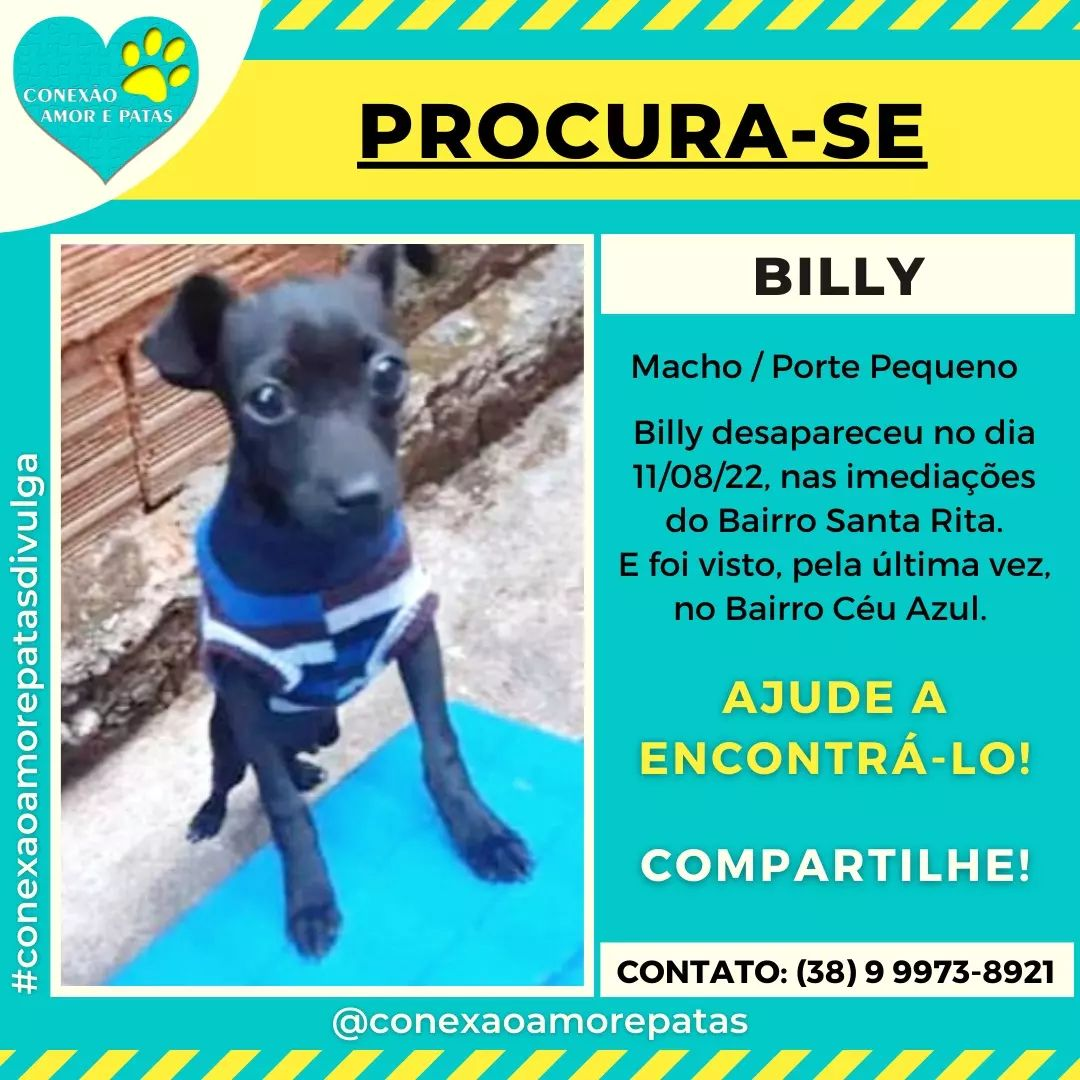 CONEXÃO
AMOR E PATAS
PROCURA-SE
BILLY
Macho / Porte Pequeno
Billy desapareceu no dia
11/08/22, nas imediações
do Bairro Santa Rita.
E foi visto, pela última vez,
no Bairro Céu Azul.
AJUDE A
ENCONTRÁ-LO!
COMPARTILHE!
CONTATO: (38) 9 9973-8921
#conexaoamorepatasdivulga
@conexaoamorepatas